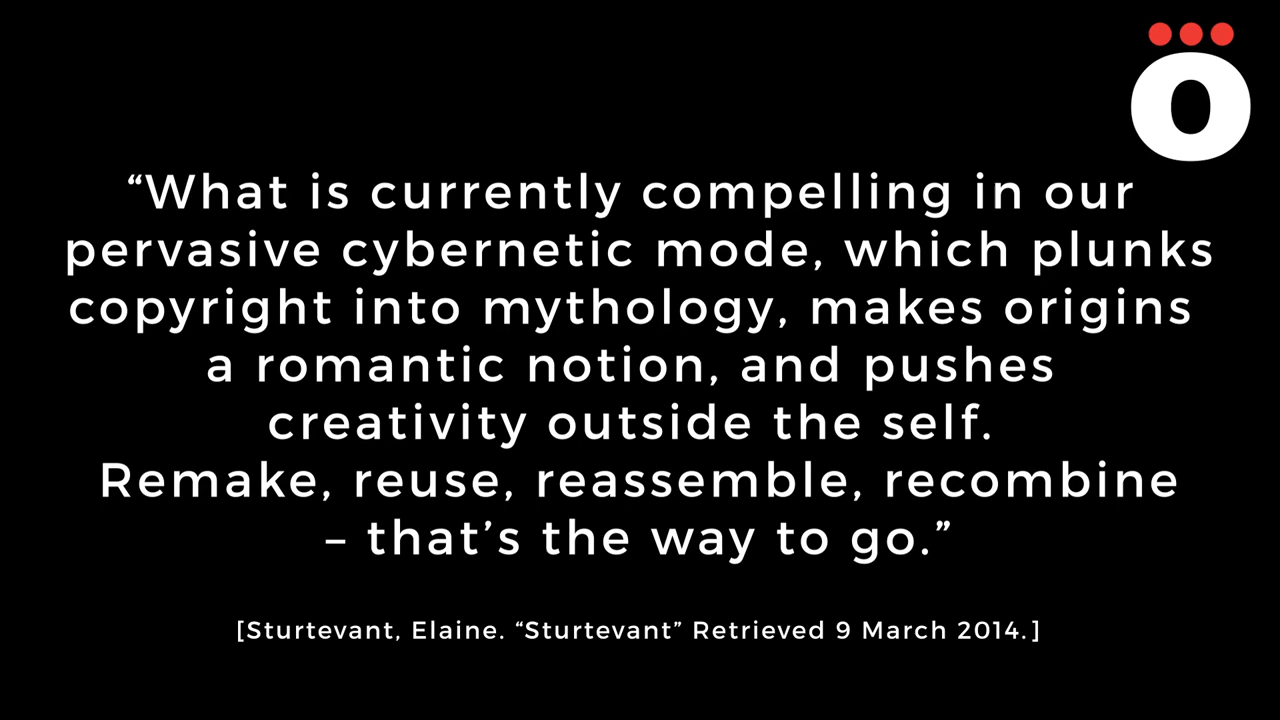 “What is currently compelling in our
pervasive cybernetic mode, which plunks
copyright into mythology, makes origins
a romantic notion, and pushes
creativity outside the self.
Remake, reuse, reassemble, recombine
– that’s the way to go.”
[Sturtevant, Elaine. “Sturtevant” Retrieved 9 March 2014.]